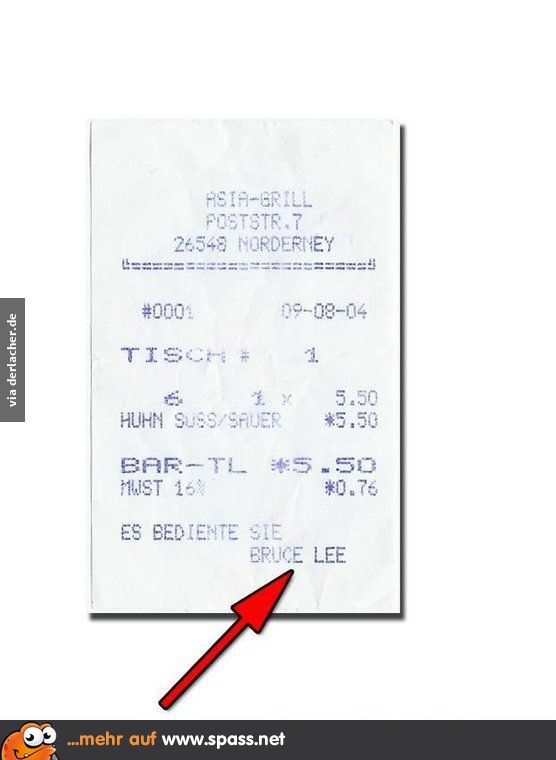 ASIA-GRILL
POSTSTR.7
26548 NORDERNEY
#0001 09-08-04
TISCH# 1
6 1 x 5.50
HUHN SUSS/SAUER *5.50
BAR-TL *5.50
MWST 16% *0.76
ES BEDIENTE SIE
BRUCE LEE
via derlacher.de
...mehr auf www.spass.net